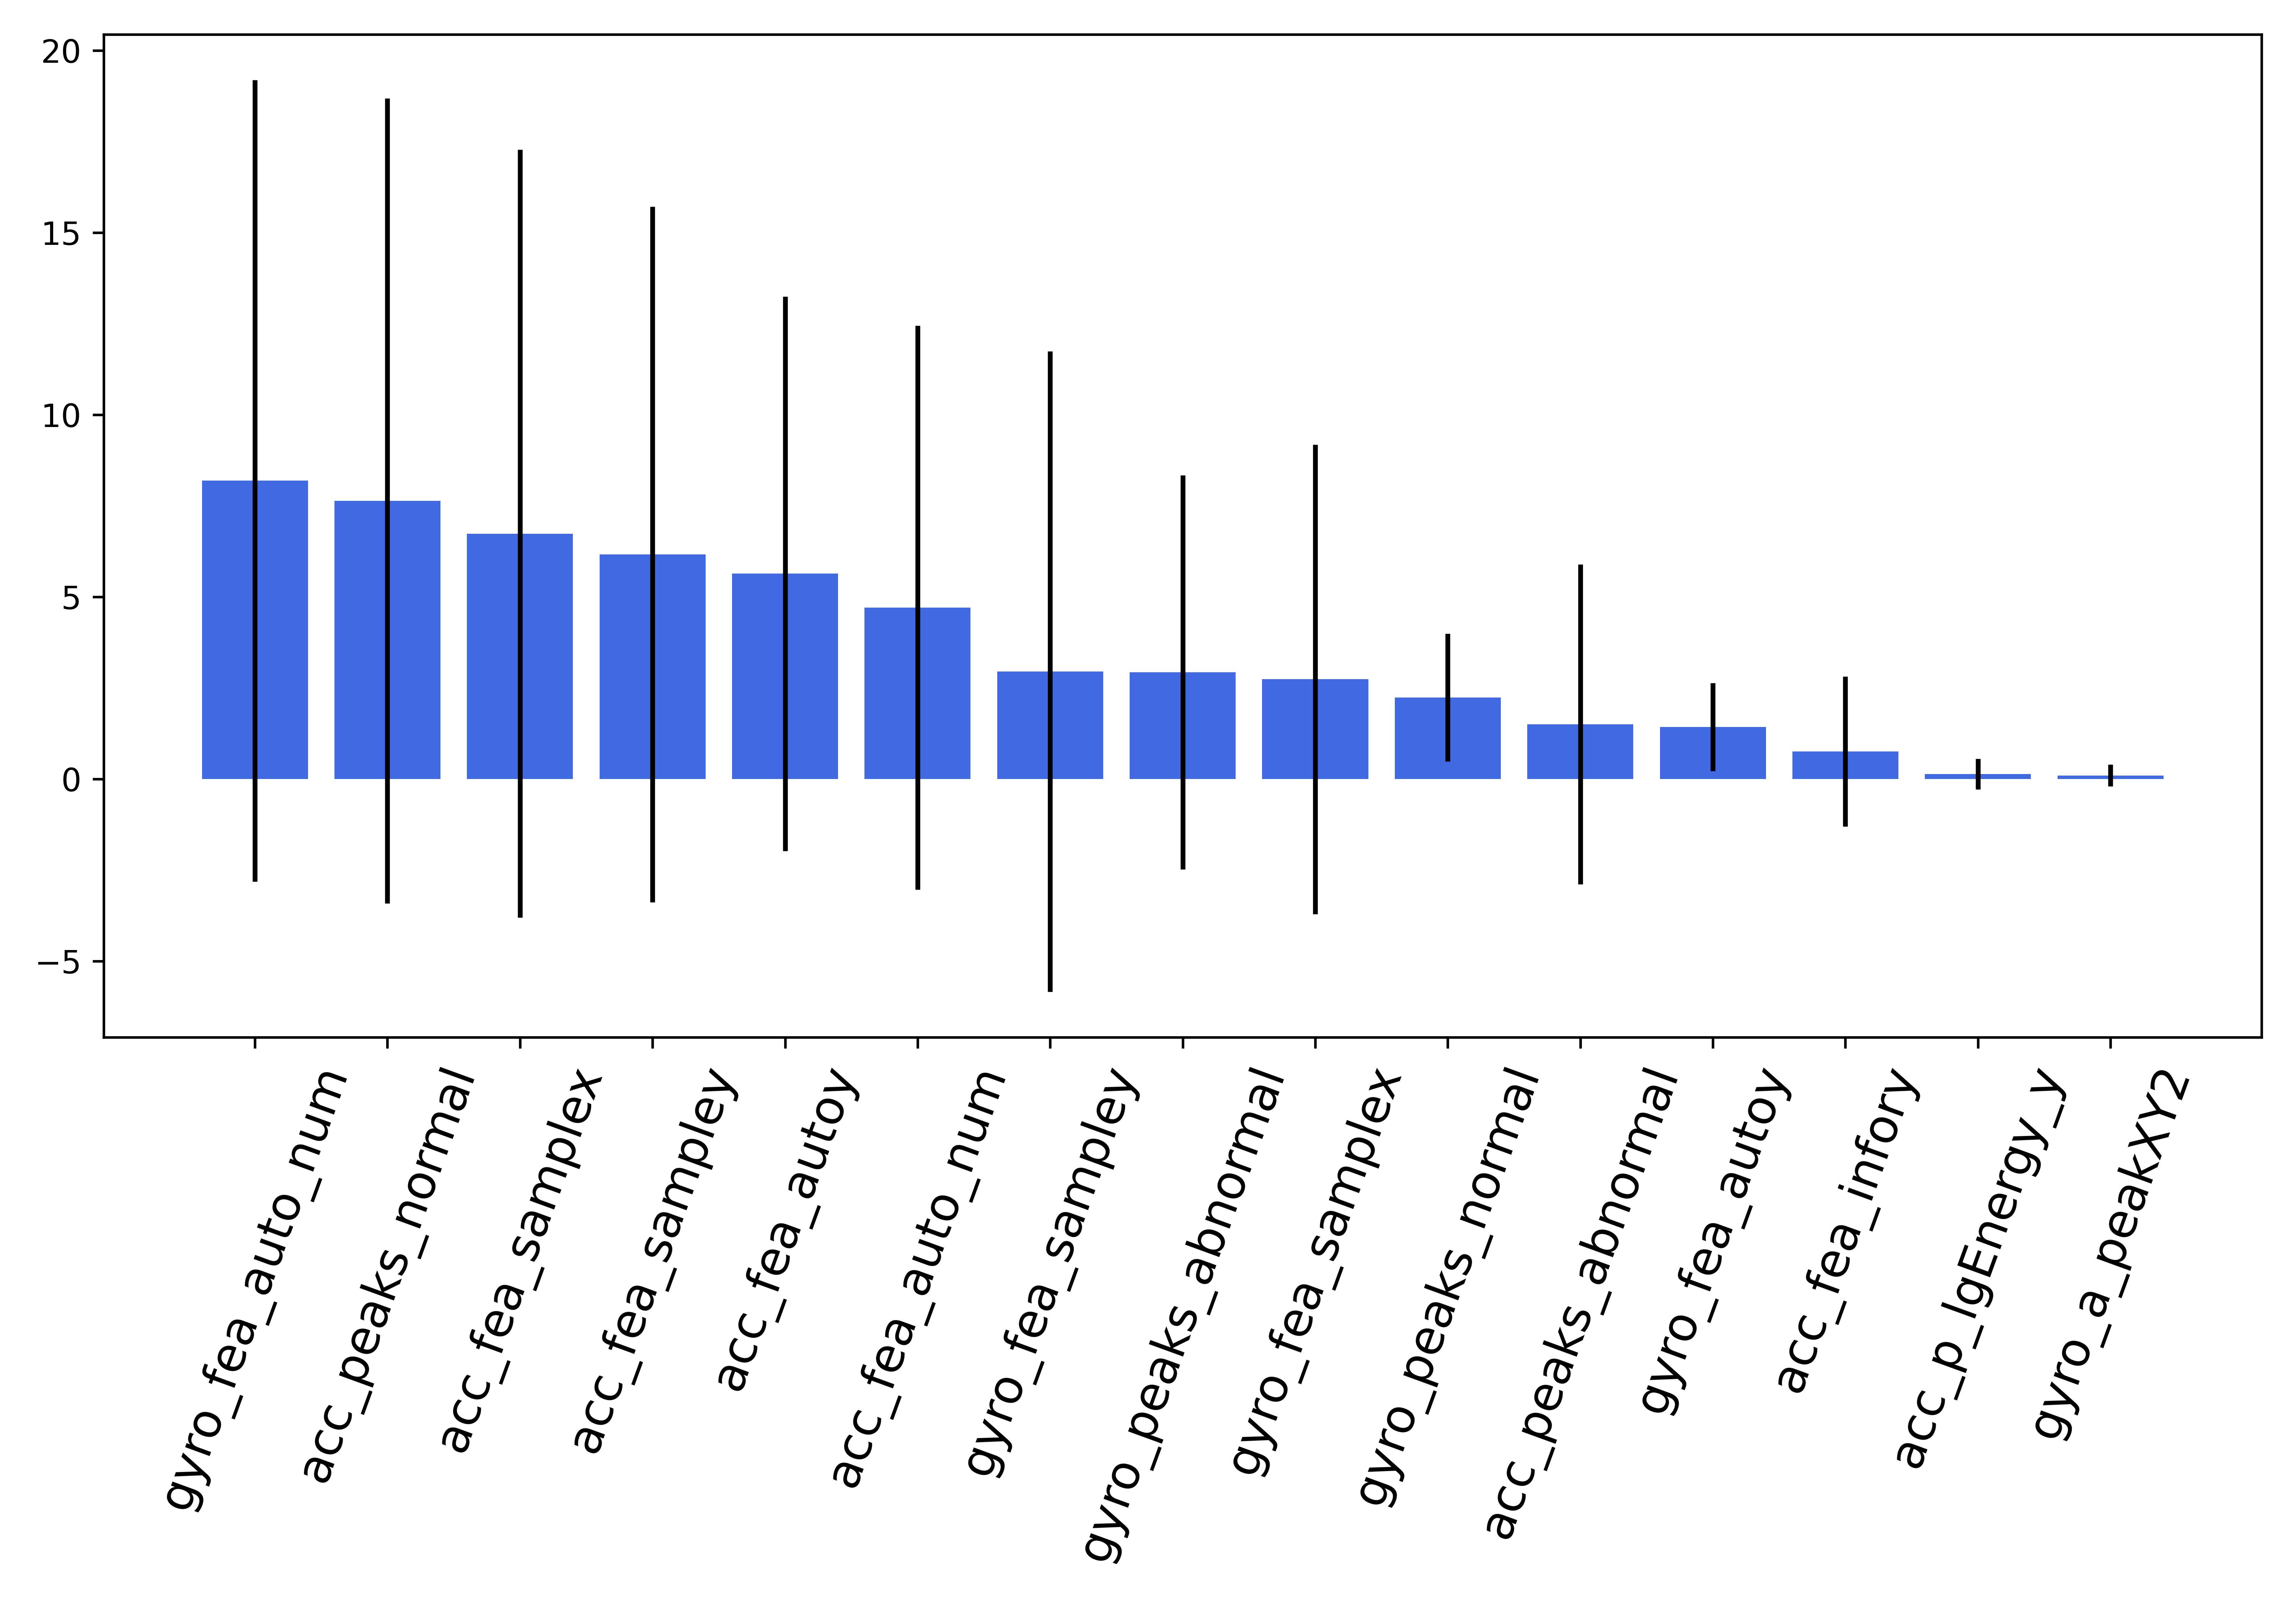 20
15
10
5
0
−5
gyro_fea_auto_num
acc_peaks_normal
acc_fea_samplex
acc_fea_sampley
acc_fea_autoy
acc_fea_auto_num
gyro_fea_sampley
gyro_peaks_abnormal
gyro_fea_samplex
gyro_peaks_normal
acc_peaks_abnormal
gyro_fea_autoy
acc_fea_infory
acc_p_lgEnergy_y
gyro_a_peakXY2